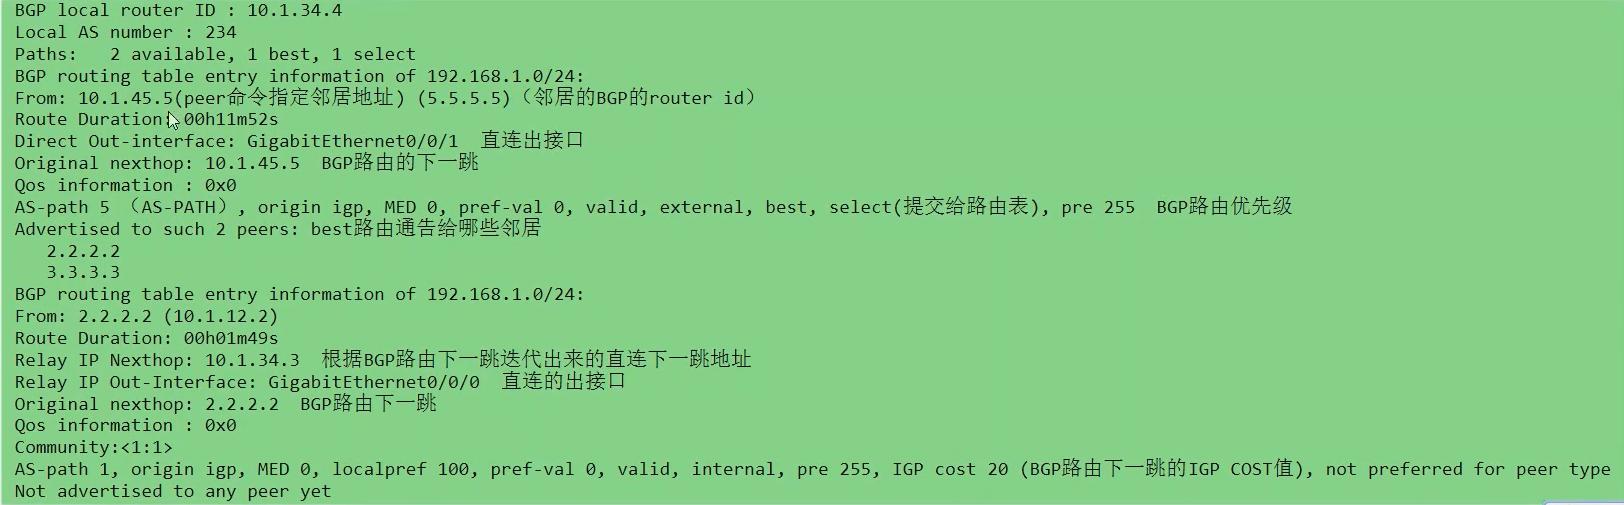 BGP local router ID : 10.1.34.4
Local AS number : 234
Paths:   2 available, 1 best, 1 select
BGP routing table entry information of 192.168.1.0/24:
From: 10.1.45.5(peer命令指定邻居地址) (5.5.5.5)（邻居的BGP的router id）
Route Duration: 00h11m52s
Direct Out-interface: GigabitEthernet0/0/1  直连出接口
Original nexthop: 10.1.45.5  BGP路由的下一跳
Qos information : 0x0
AS-path 5 （AS-PATH）, origin igp, MED 0, pref-val 0, valid, external, best, select(提交给路由表), pre 255  BGP路由优先级
Advertised to such 2 peers: best路由通告给哪些邻居
   2.2.2.2
   3.3.3.3
BGP routing table entry information of 192.168.1.0/24:
From: 2.2.2.2 (10.1.12.2)
Route Duration: 00h01m49s
Relay IP Nexthop: 10.1.34.3  根据BGP路由下一跳迭代出来的直连下一跳地址
Relay IP Out-Interface: GigabitEthernet0/0/0  直连的出接口
Original nexthop: 2.2.2.2  BGP路由下一跳
Qos information : 0x0
Community:<1:1>
AS-path 1, origin igp, MED 0, localpref 100, pref-val 0, valid, internal, pre 255, IGP cost 20 (BGP路由下一跳的IGP COST值), not preferred for peer type
Not advertised to any peer yet